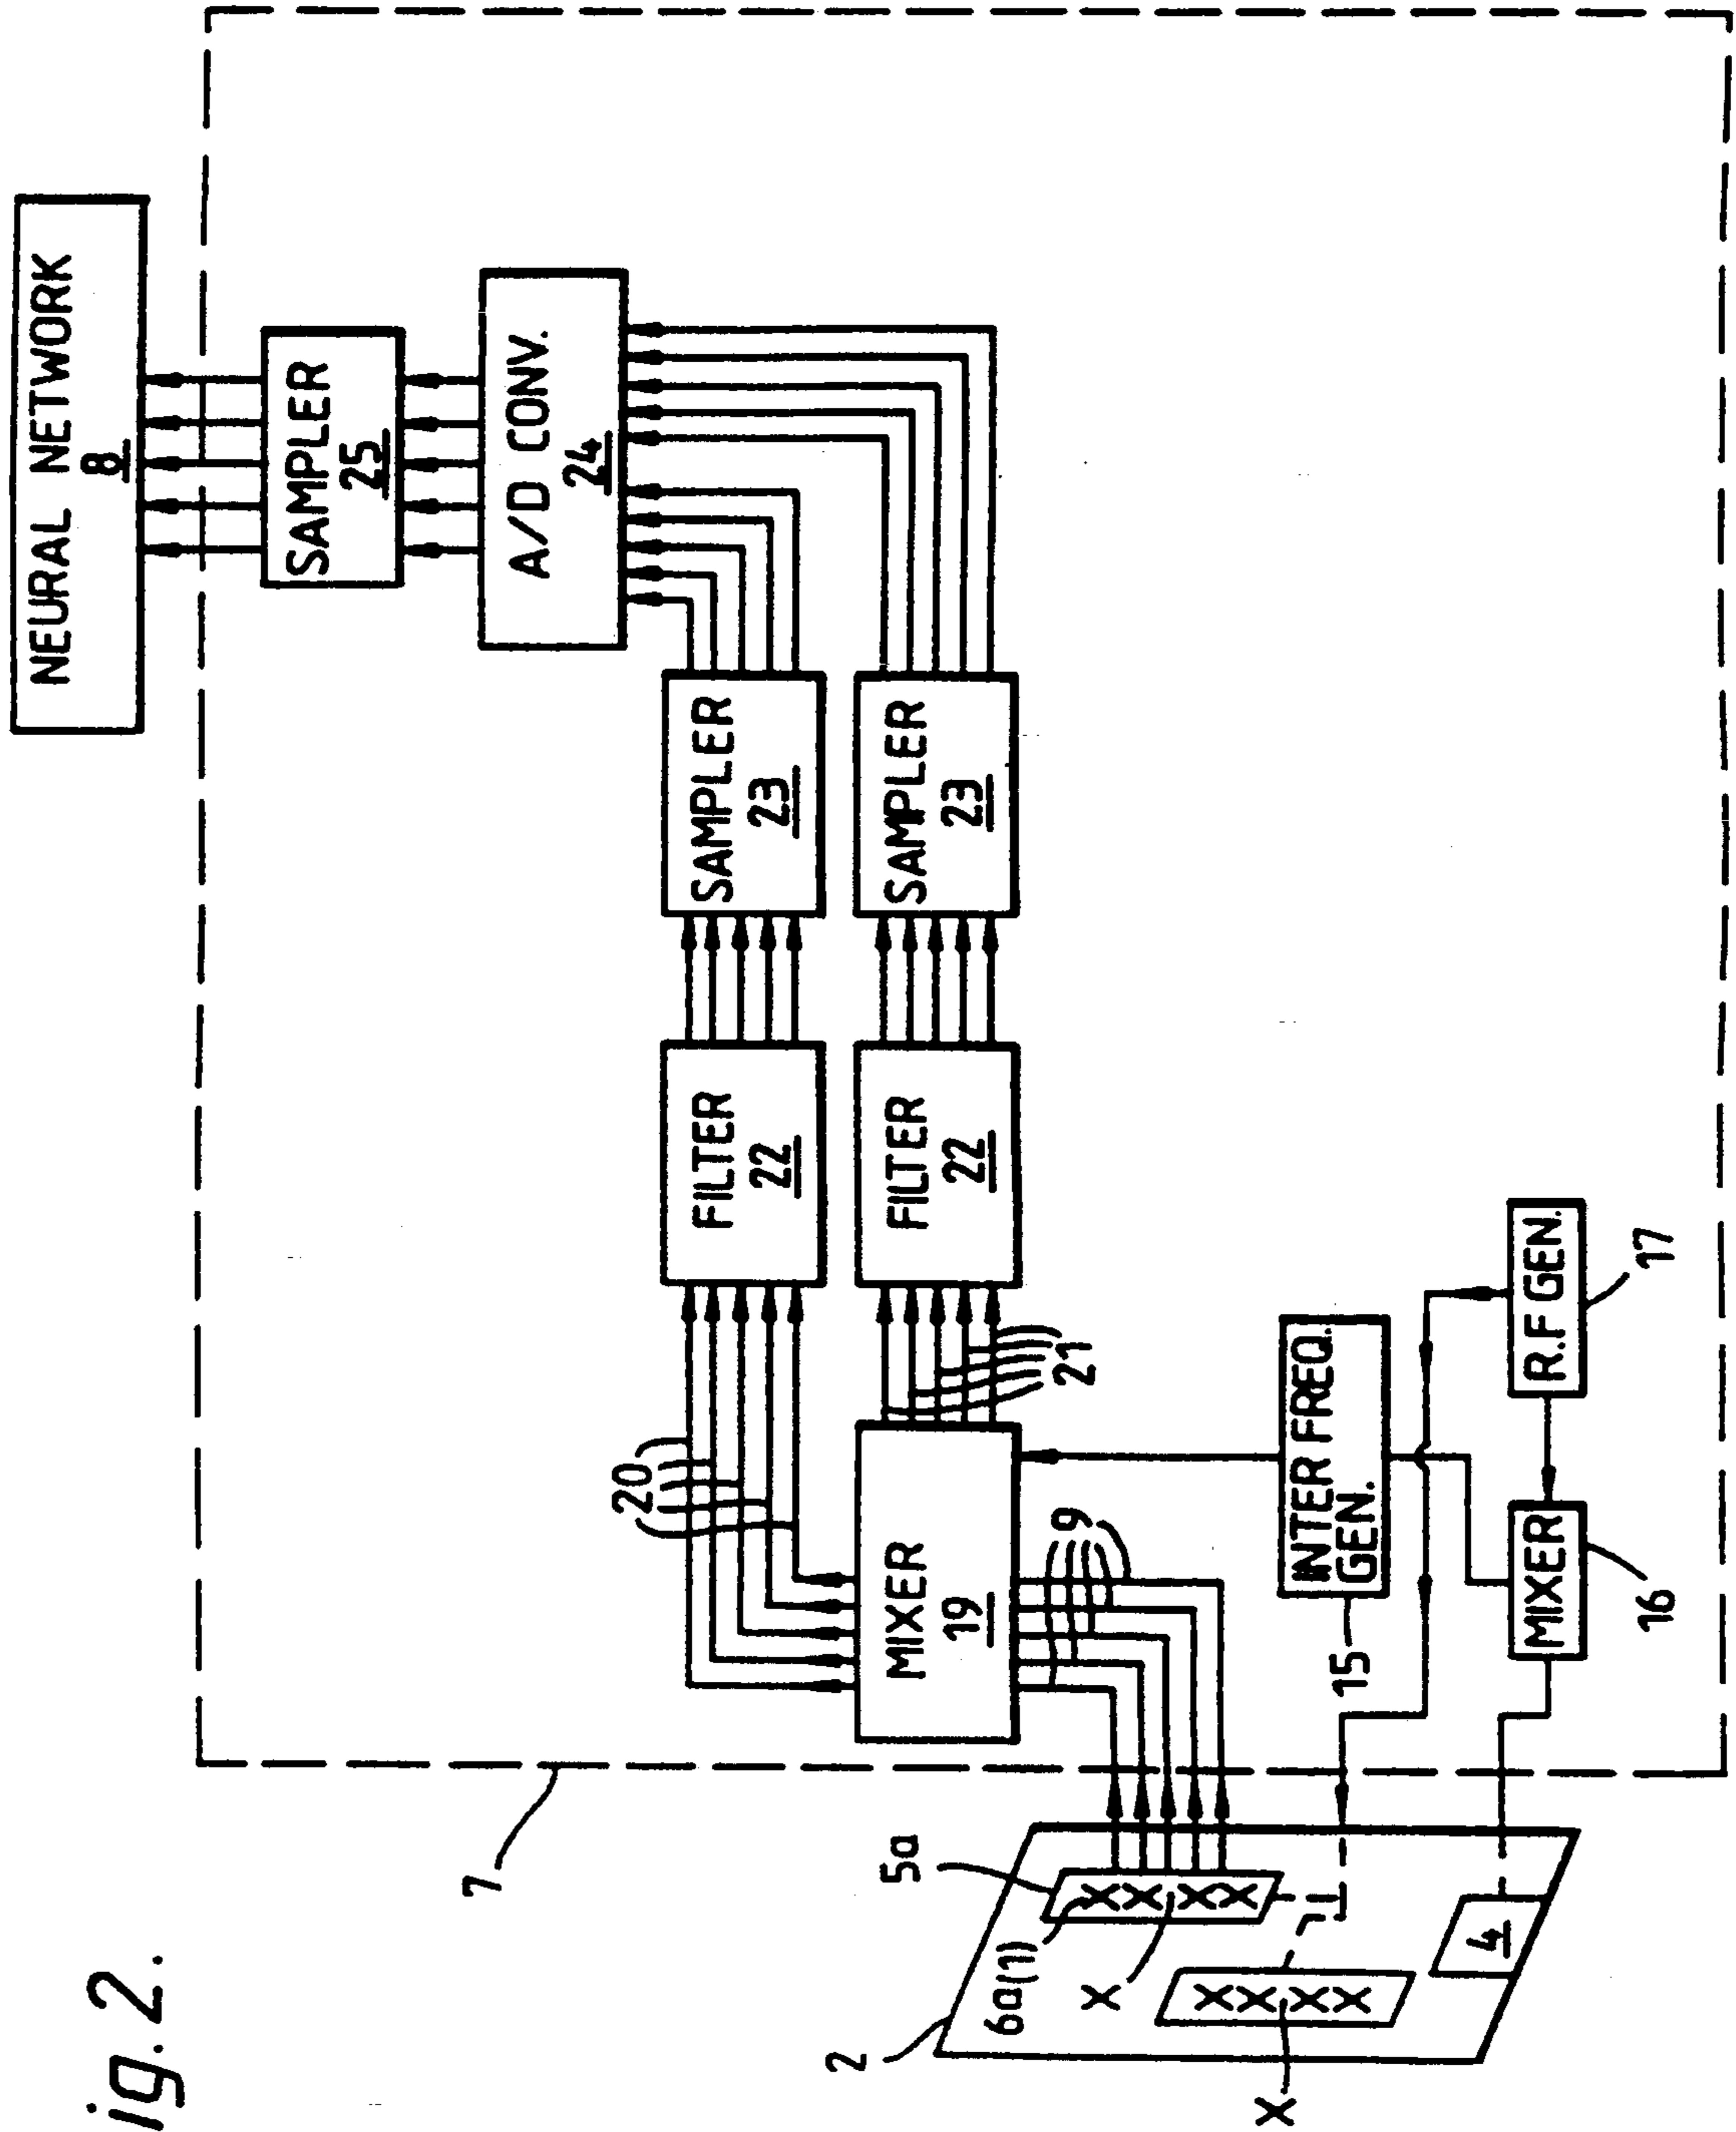 ig. 2.
NEURAL NETWORK
8
SAMPLER
25
A/D CONV.
24
SAMPLER
23
SAMPLER
23
FILTER
22
FILTER
22
20
21
MIXER
19
9
INTER FREQ.
GEN.
15
R.F GEN.
17
MIXER
16
7
5a
6a(1)
X X X X
X
2
X X X X
X
4